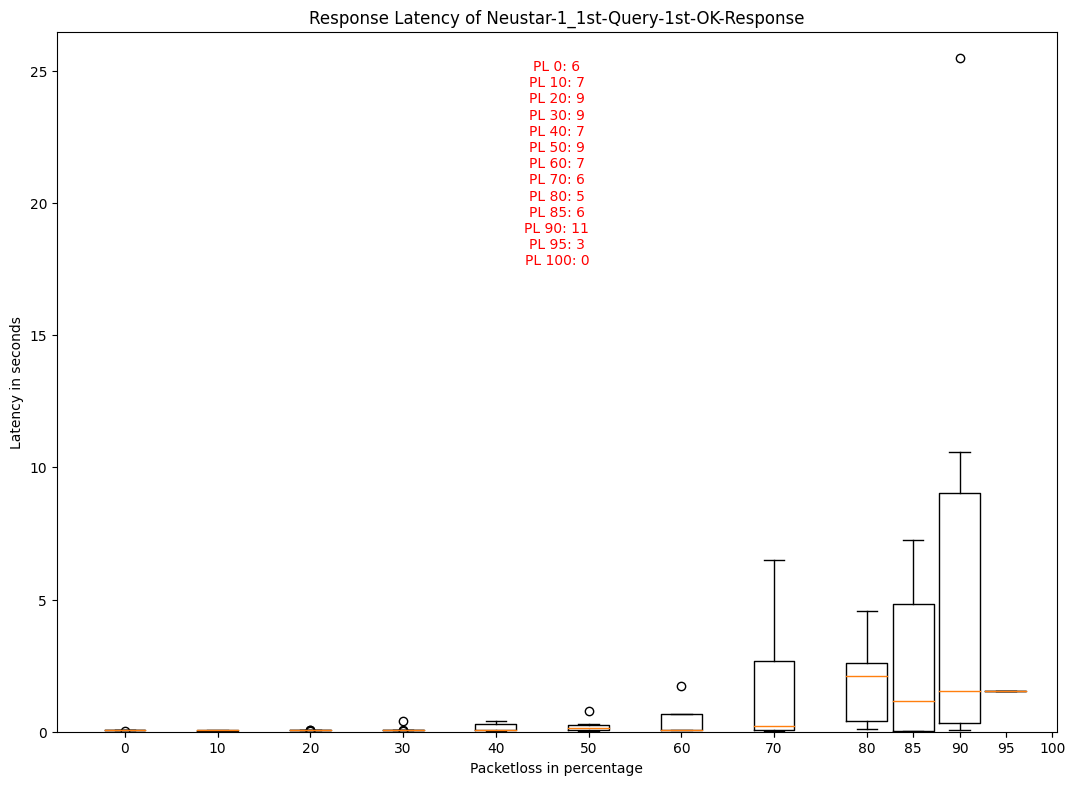 Response Latency of Neustar-1_1st-Query-1st-OK-Response
25
20
15
10
5
0
Latency in seconds
PL 0: 6
PL 10: 7
PL 20: 9
PL 30: 9
PL 40: 7
PL 50: 9
PL 60: 7
PL 70: 6
PL 80: 5
PL 85: 6
PL 90: 11
PL 95: 3
PL 100: 0
0 10 20 30 40 50 60 70 80 85 90 95 100
Packetloss in percentage